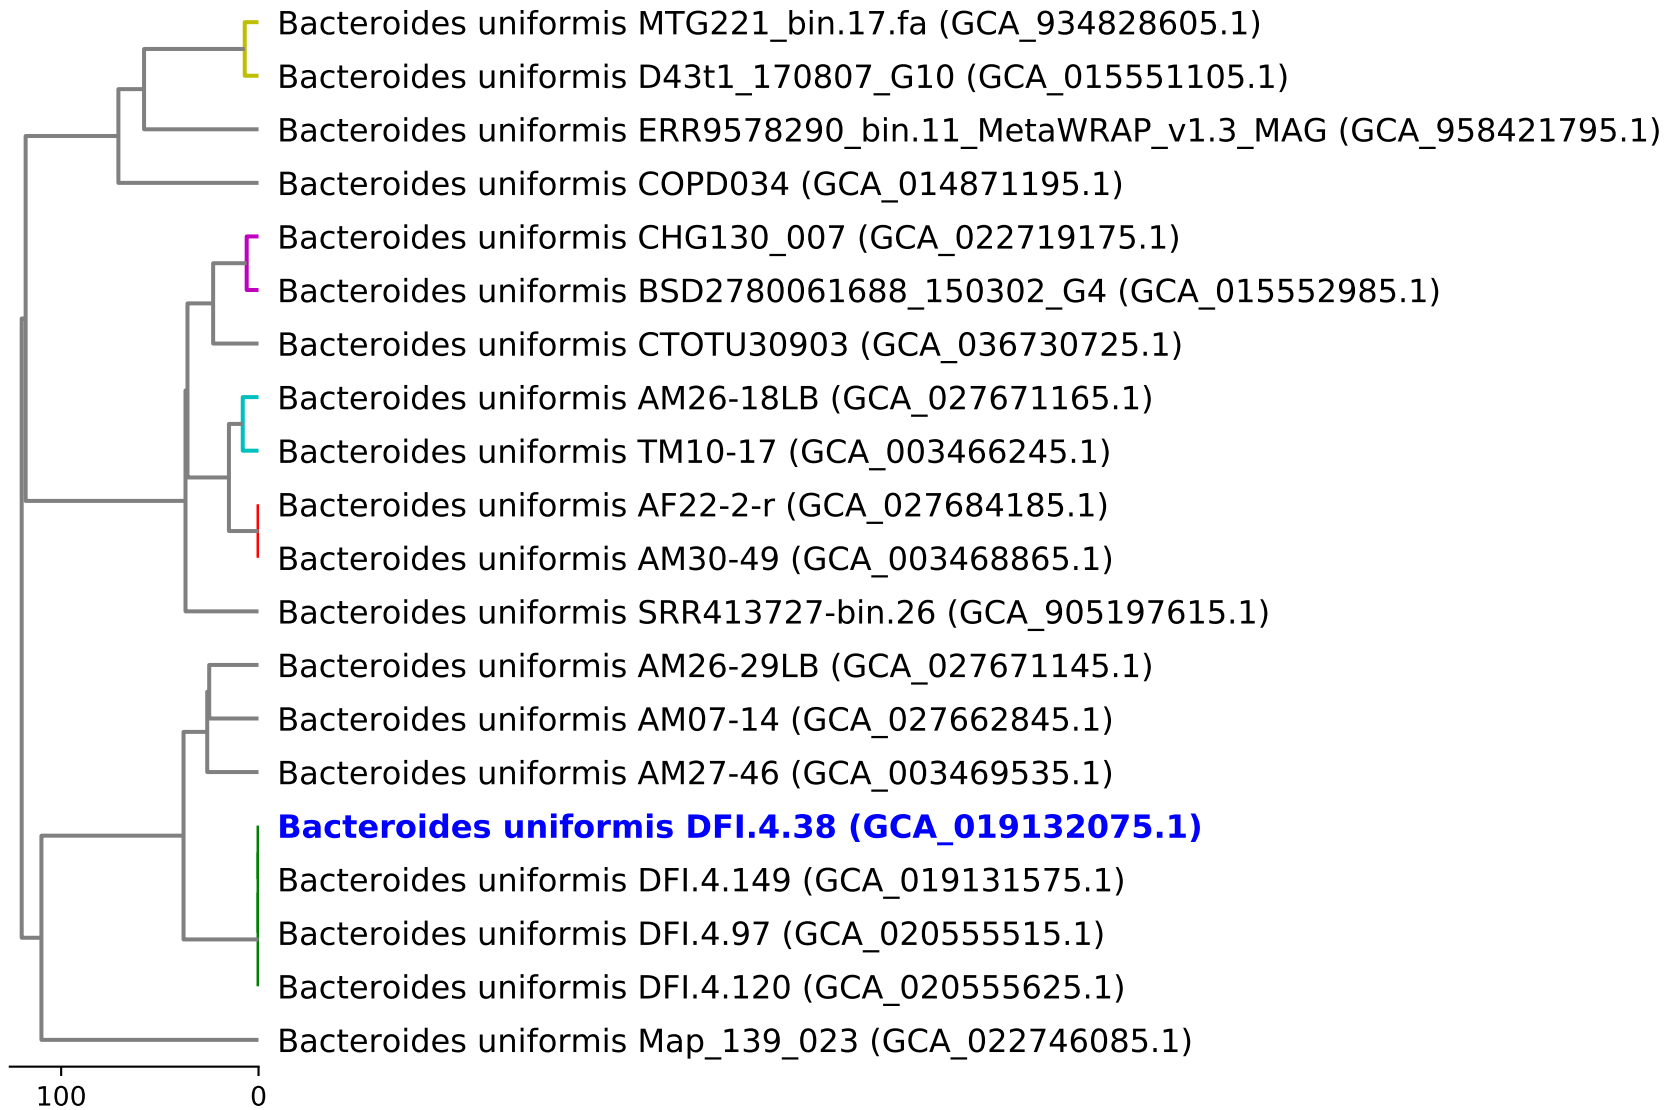 Bacteroides uniformis MTG221_bin.17.fa (GCA_934828605.1)
Bacteroides uniformis D43t1_170807_G10 (GCA_015551105.1)
Bacteroides uniformis ERR9578290_bin.11_MetaWRAP_v1.3_MAG (GCA_958421795.1)
Bacteroides uniformis COPD034 (GCA_014871195.1)
Bacteroides uniformis CHG130_007 (GCA_022719175.1)
Bacteroides uniformis BSD2780061688_150302_G4 (GCA_015552985.1)
Bacteroides uniformis CTOTU30903 (GCA_036730725.1)
Bacteroides uniformis AM26-18LB (GCA_027671165.1)
Bacteroides uniformis TM10-17 (GCA_003466245.1)
Bacteroides uniformis AF22-2-r (GCA_027684185.1)
Bacteroides uniformis AM30-49 (GCA_003468865.1)
Bacteroides uniformis SRR413727-bin.26 (GCA_905197615.1)
Bacteroides uniformis AM26-29LB (GCA_027671145.1)
Bacteroides uniformis AM07-14 (GCA_027662845.1)
Bacteroides uniformis AM27-46 (GCA_003469535.1)
Bacteroides uniformis DFI.4.38 (GCA_019132075.1)
Bacteroides uniformis DFI.4.149 (GCA_019131575.1)
Bacteroides uniformis DFI.4.97 (GCA_020555515.1)
Bacteroides uniformis DFI.4.120 (GCA_020555625.1)
Bacteroides uniformis Map_139_023 (GCA_022746085.1)
100 0